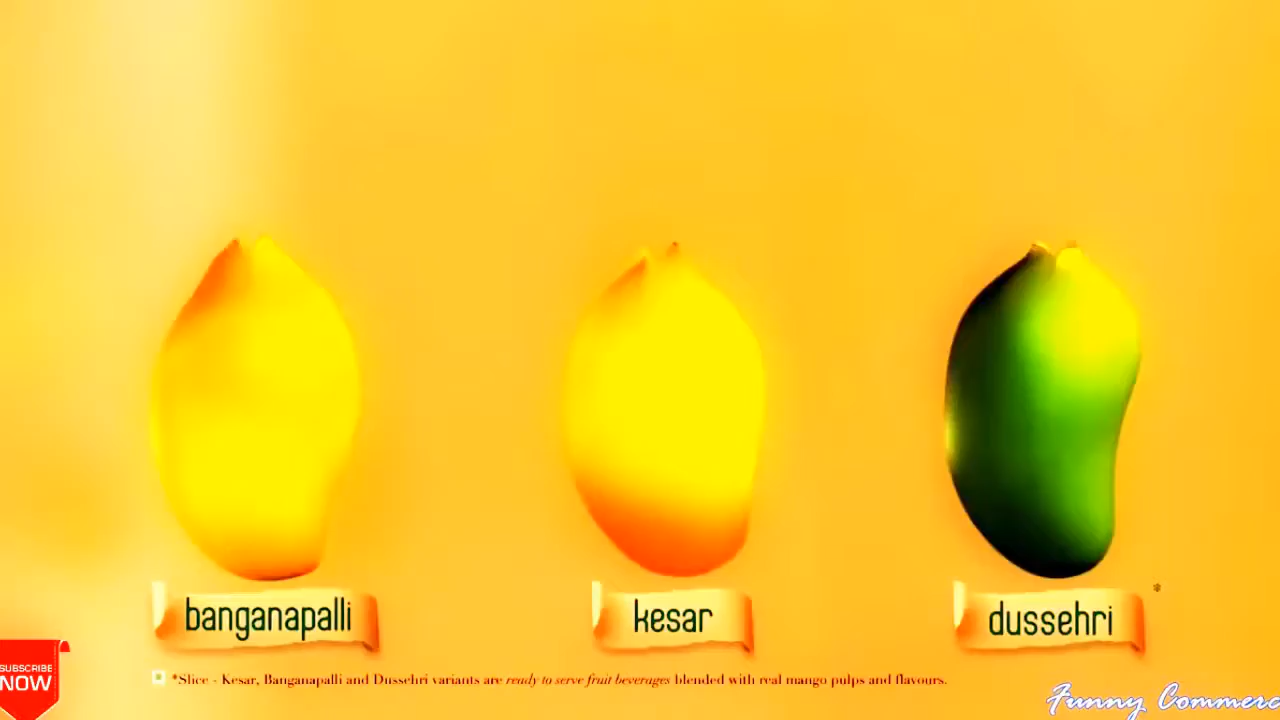 banganapalli kesar dussehri *
*Slice - Kesar, Banganapalli and Dussehri variants are ready to serve fruit beverages blended with real mango pulps and flavours.
SUBSCRIBE
NOW
Funny Commerc